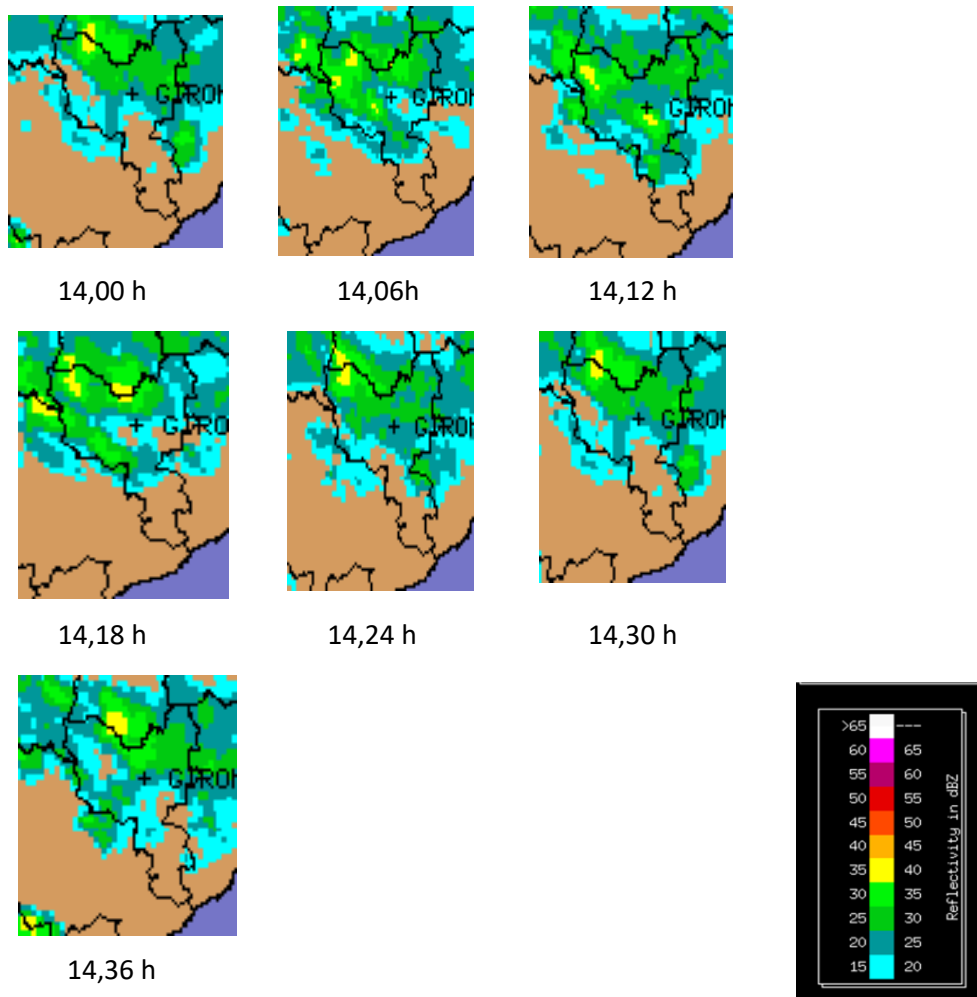 GIRON
GIRON
GIRON
14,00 h
14,06h
14,12 h
GIRO
GIRON
GIRON
14,18 h
14,24 h
14,30 h
GIRON
14,36 h
>65 ---
60 65
55 60
50 55
45 50
40 45
35 40
30 35
25 30
20 25
15 20
Reflectivity in dBZ